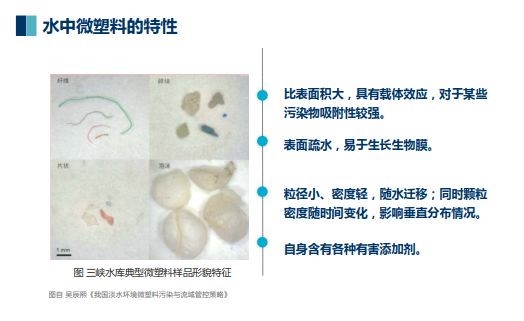 水中微塑料的特性
纤维
碎块
片状
泡沫
1 mm
图 三峡水库典型微塑料样品形貌特征
图自 吴辰熙《我国淡水环境微塑料污染与流域管控策略》
比表面积大，具有载体效应，对于某些
污染物吸附性较强。
表面疏水，易于生长生物膜。
粒径小、密度轻，随水迁移；同时颗粒
密度随时间变化，影响垂直分布情况。
自身含有各种有害添加剂。